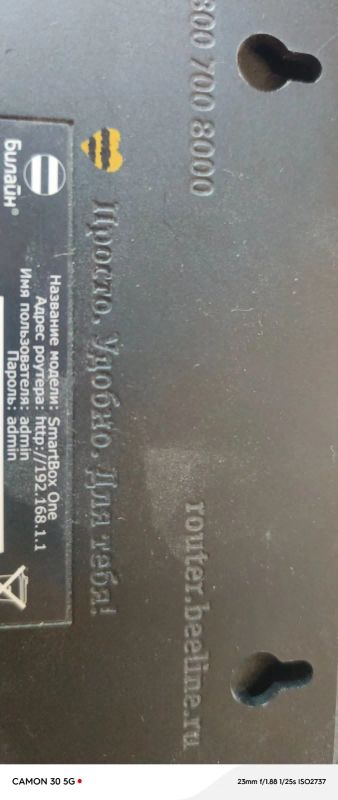 800 700 8000
router.beeline.ru
Просто. Удобно. Для тебя!
Билайн®
Название модели: SmartBox One
Адрес роутера: http://192.168.1.1
Имя пользователя: admin
Пароль: admin
CAMON 30 5G
23mm f/1.88 1/25s ISO2737